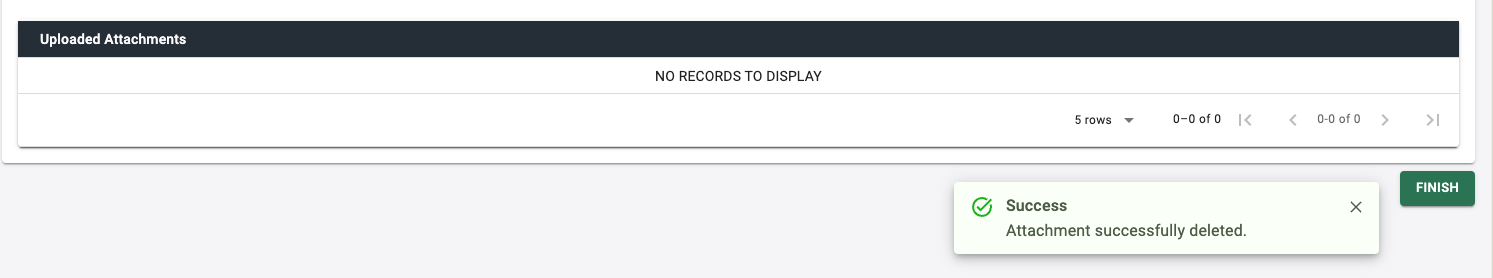 Uploaded Attachments
NO RECORDS TO DISPLAY
5 rows 0–0 of 0 0-0 of 0
FINISH
Success
Attachment successfully deleted.